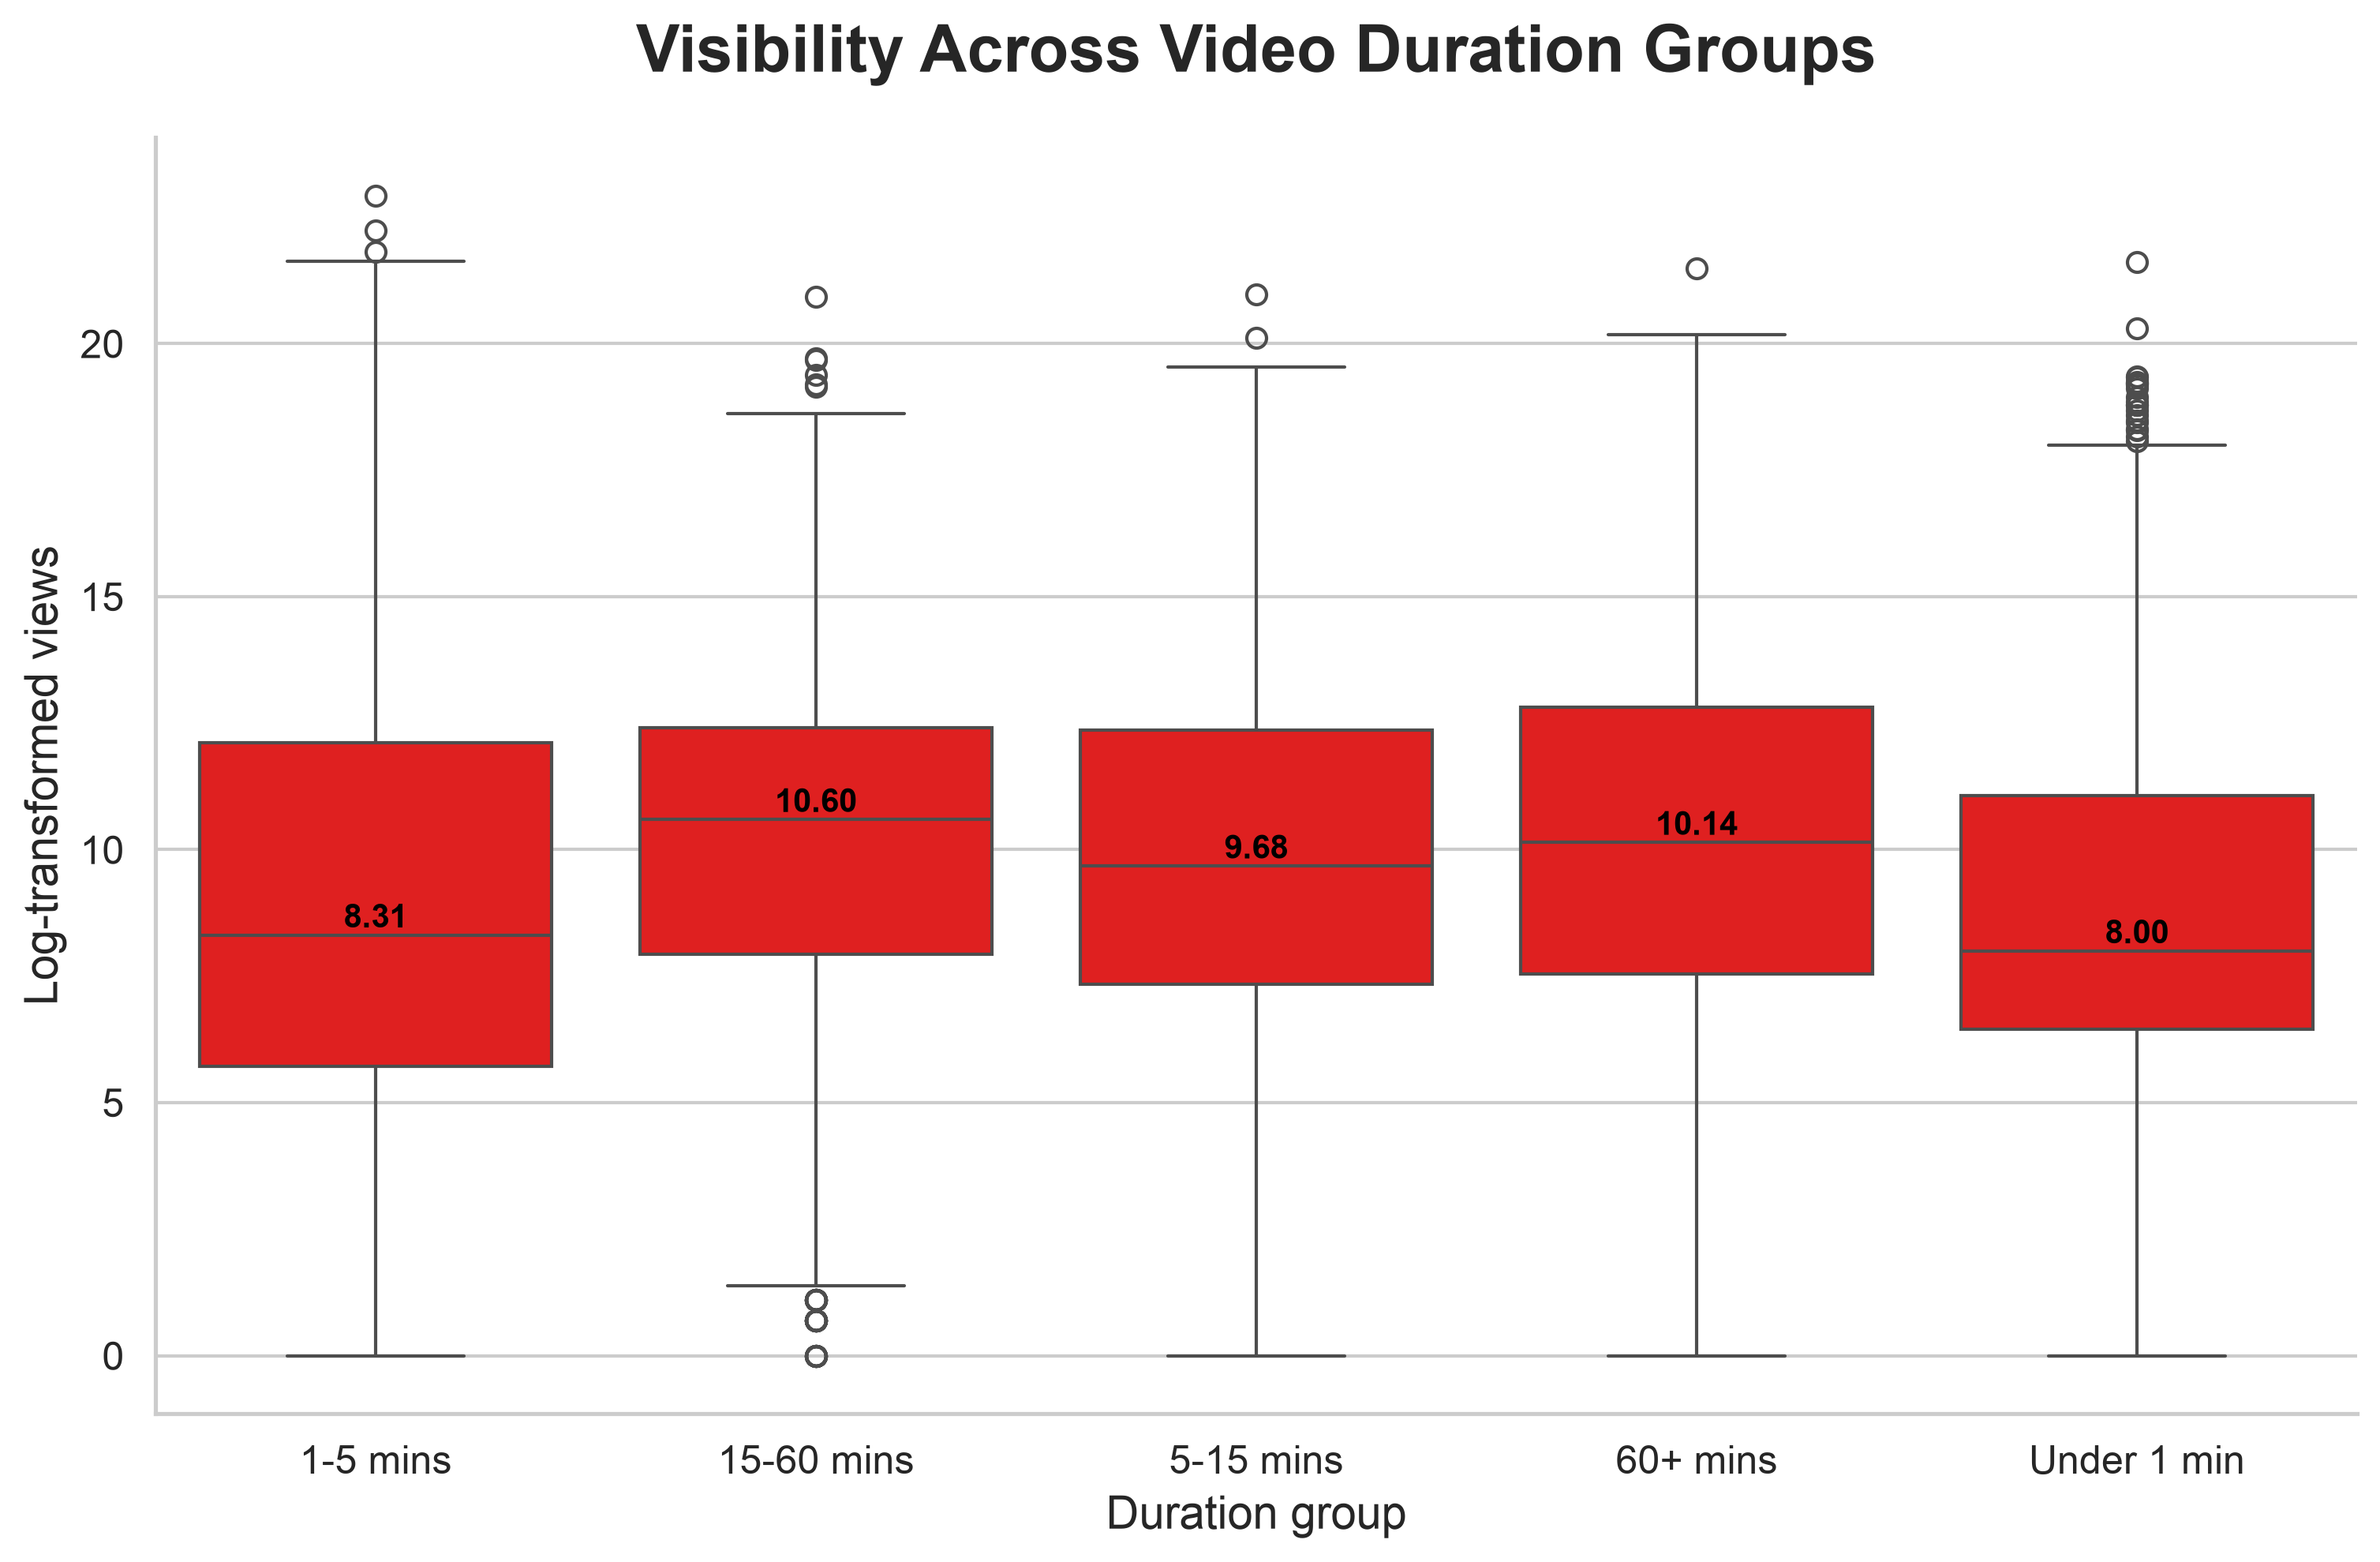 Visibility Across Video Duration Groups
Log-transformed views
20
15
10
5
0
8.31
10.60
9.68
10.14
8.00
1-5 mins
15-60 mins
5-15 mins
60+ mins
Under 1 min
Duration group